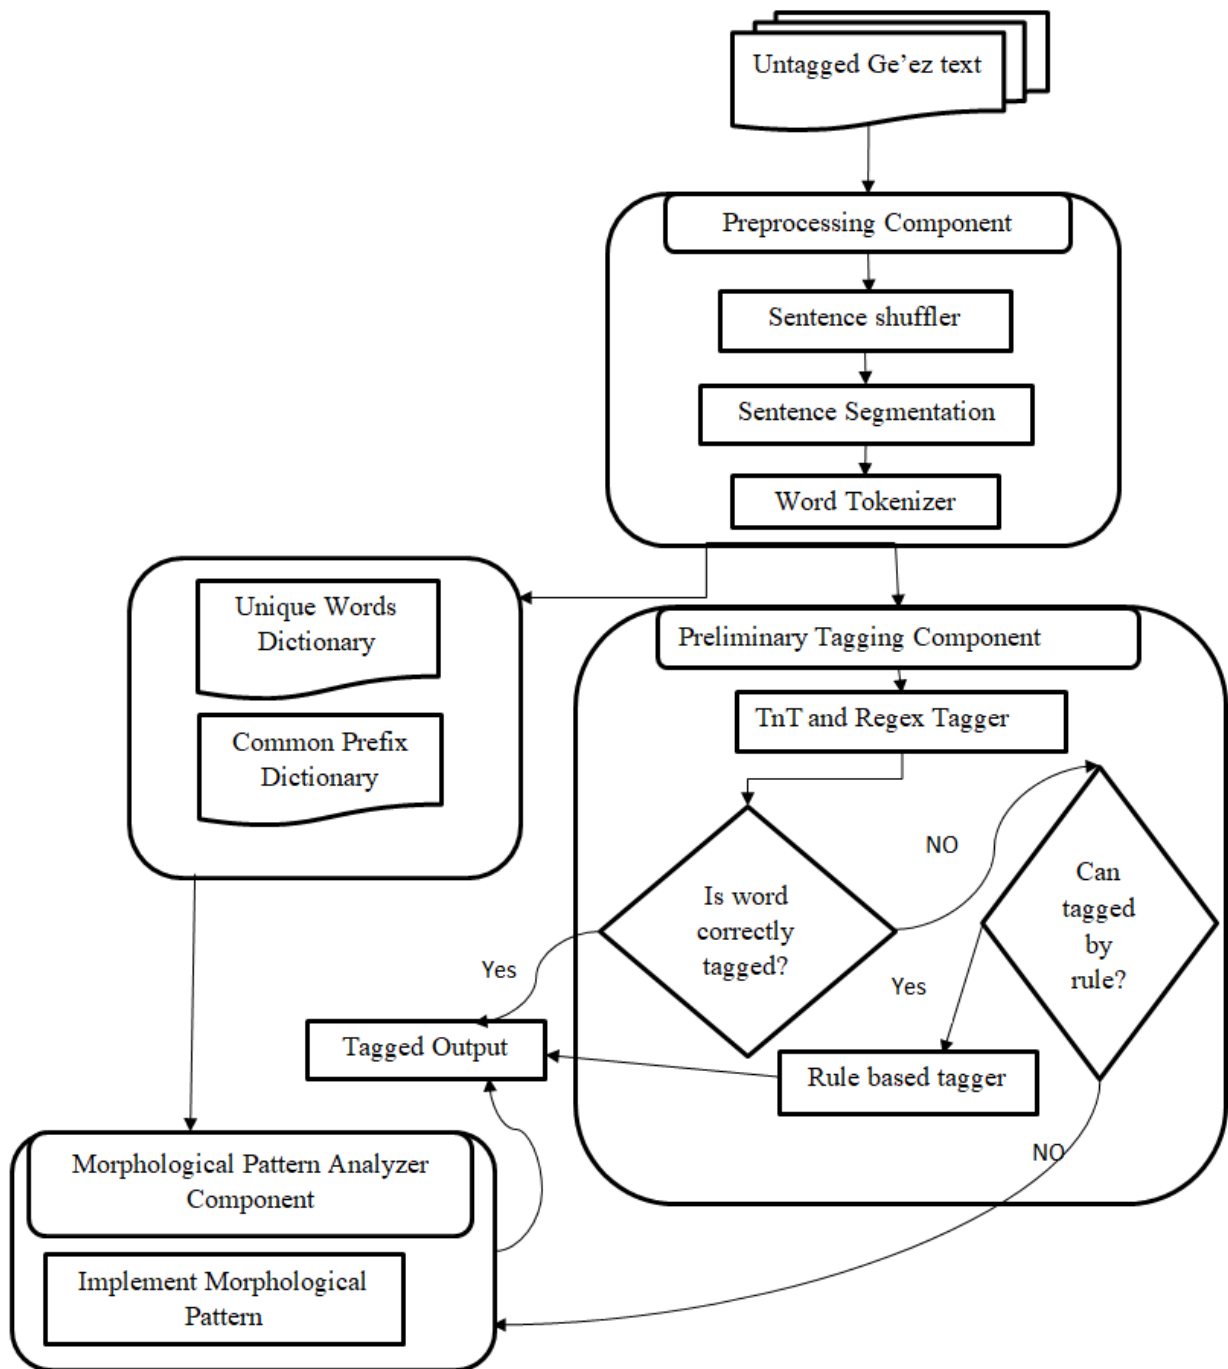 Untagged Ge’ez text
Preprocessing Component
Sentence shuffler
Sentence Segmentation
Word Tokenizer
Unique Words
Dictionary
Common Prefix
Dictionary
Preliminary Tagging Component
TnT and Regex Tagger
NO
Is word
correctly
tagged?
Can
tagged
by
rule?
Yes
Yes
Tagged Output
Rule based tagger
NO
Morphological Pattern Analyzer
Component
Implement Morphological
Pattern